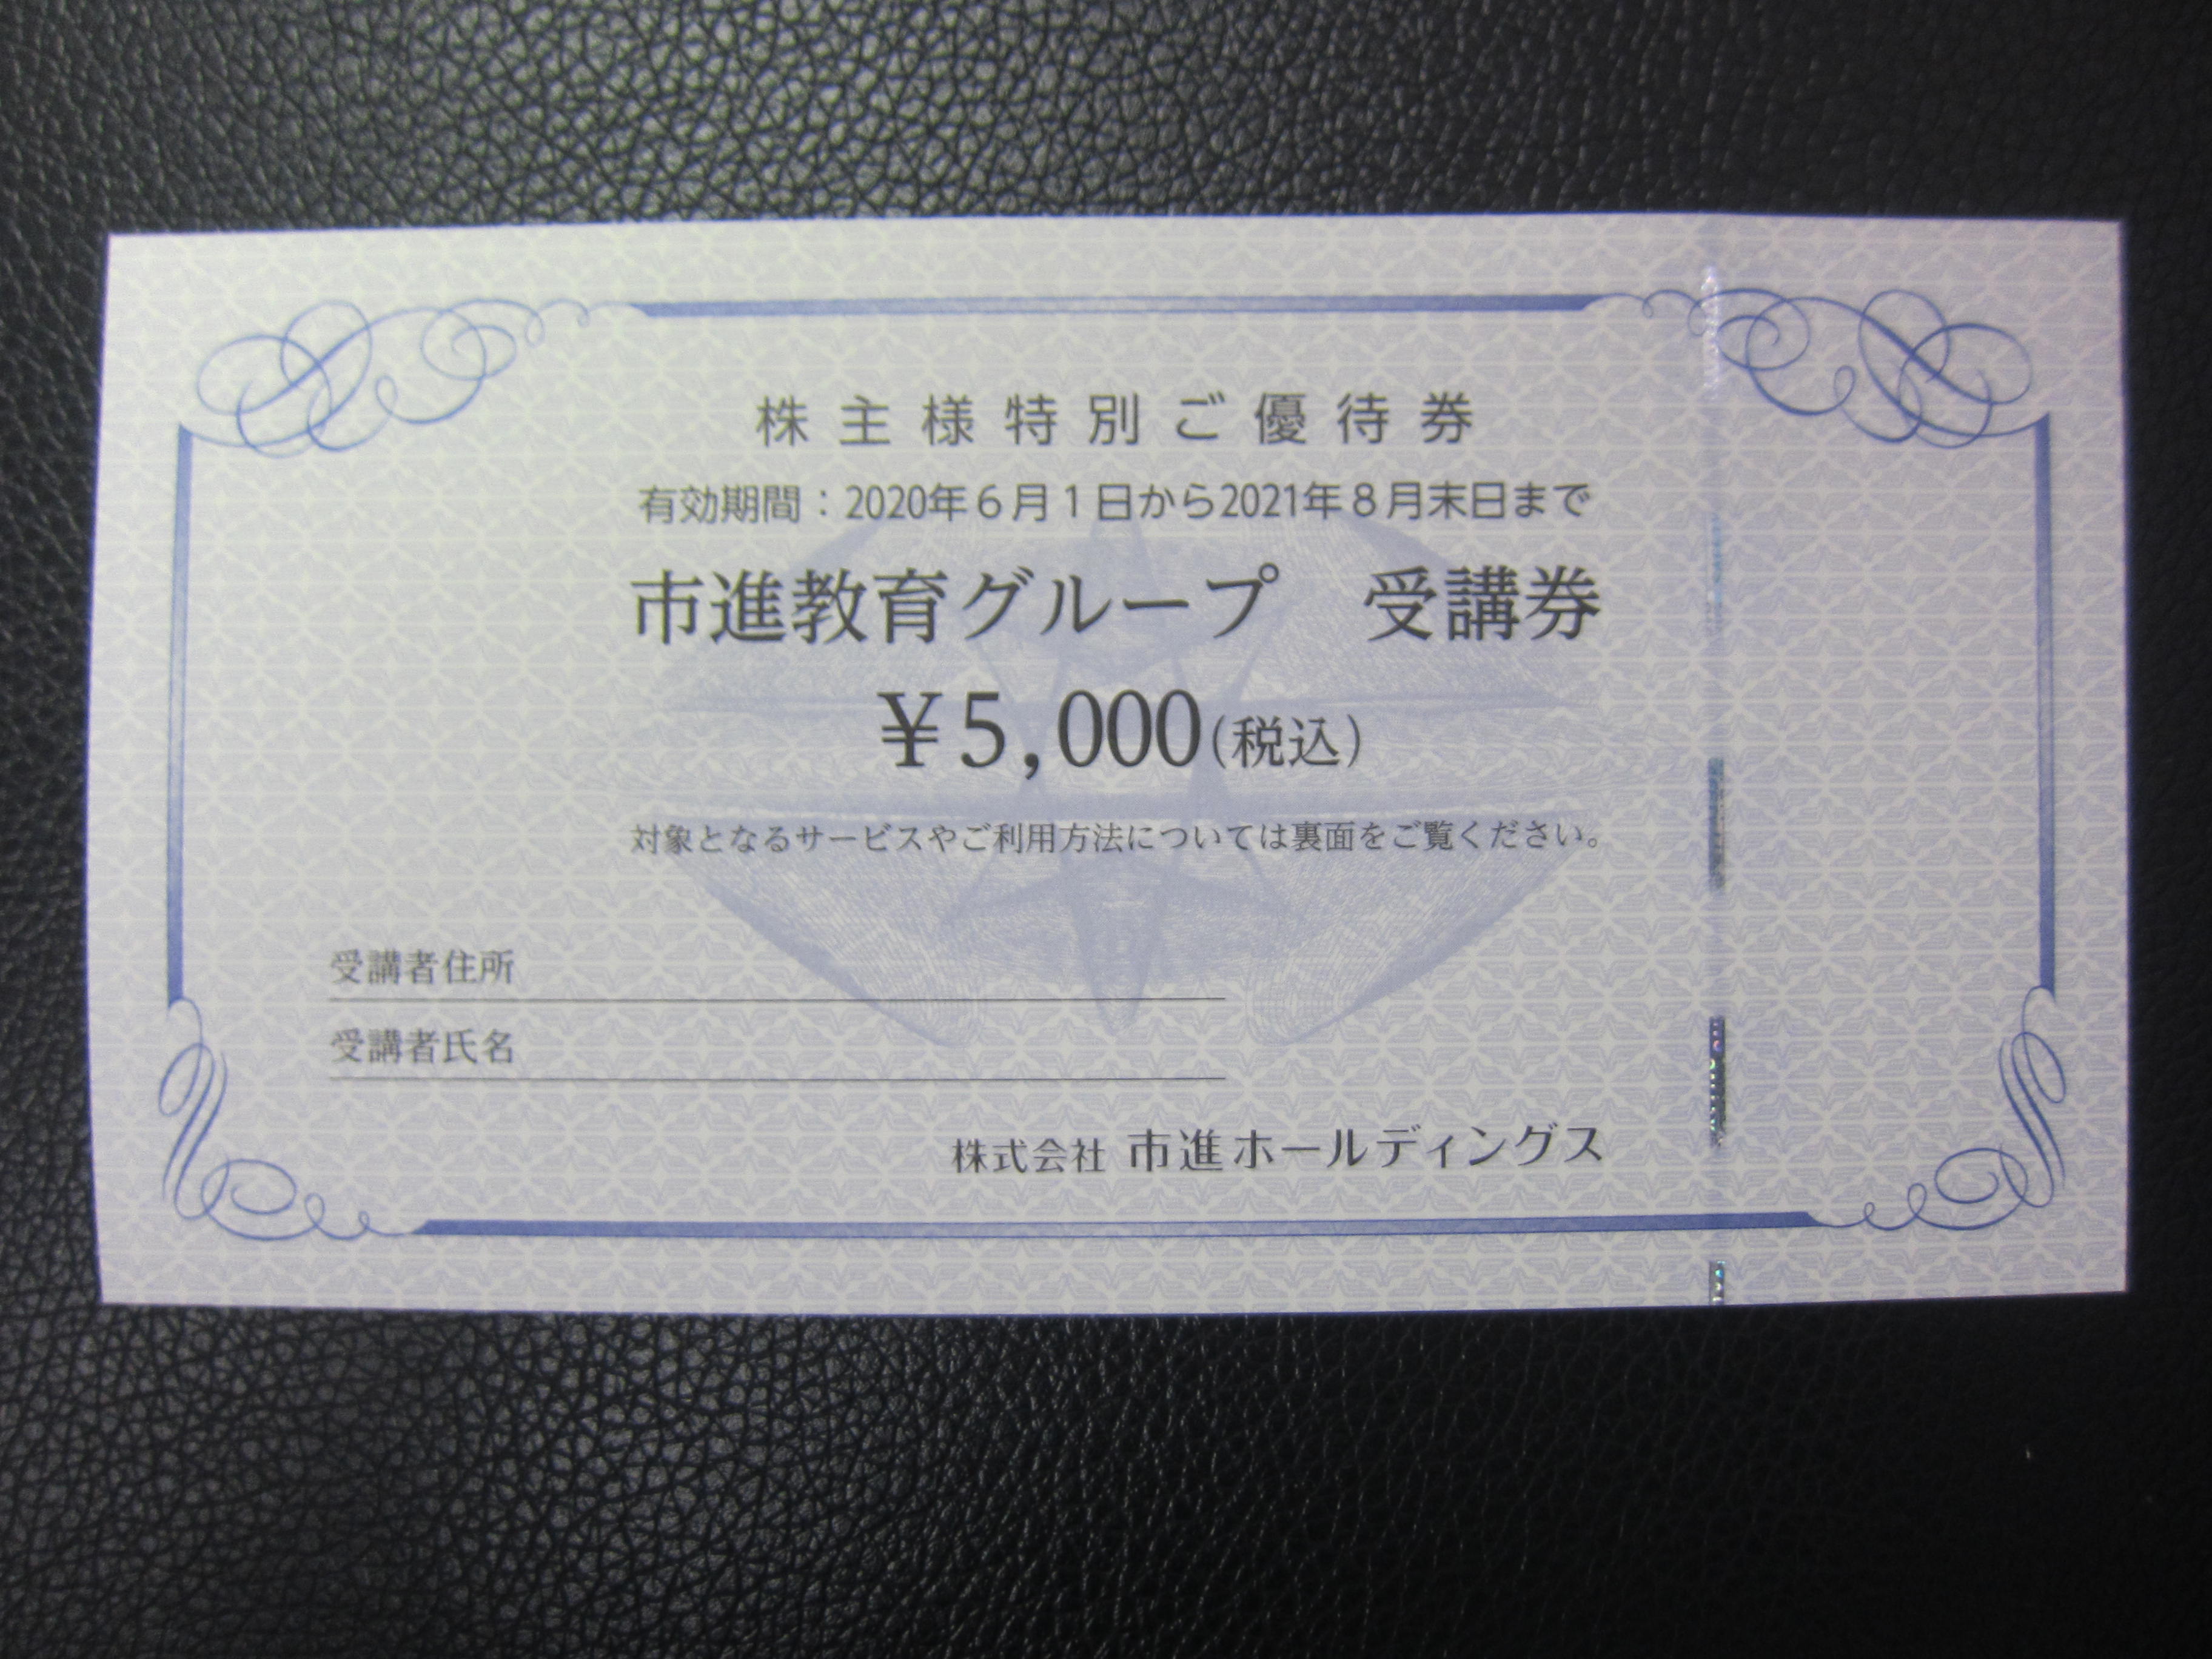 株主様特別ご優待券
有効期間：2020年6月1日から2021年8月末日まで
市進教育グループ　受講券
￥5,000(税込)
対象となるサービスやご利用方法については裏面をご覧ください。
受講者住所
受講者氏名
株式会社 市進ホールディングス